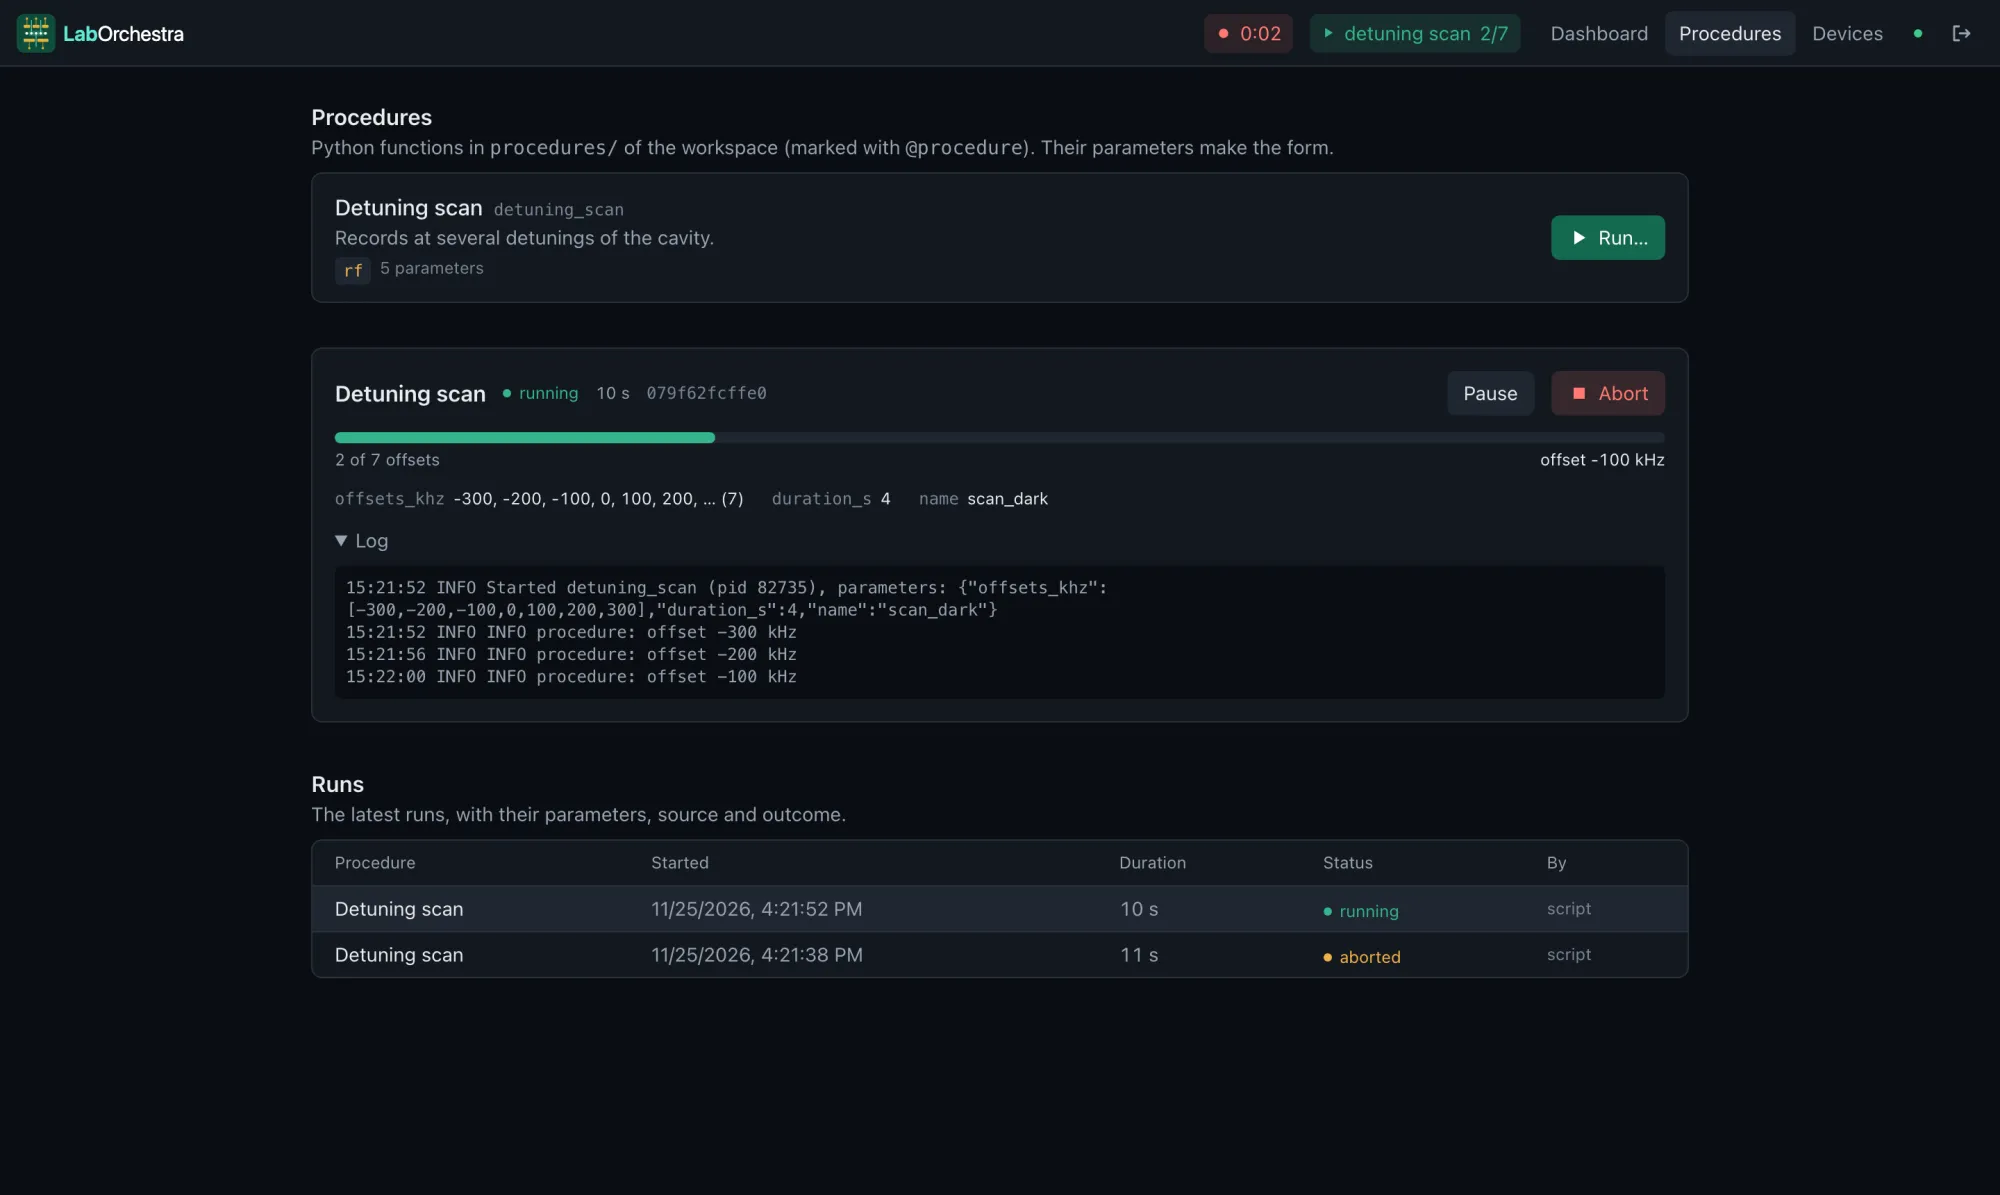 LabOrchestra
0:02
detuning scan 2/7
Dashboard
Procedures
Devices
Procedures
Python functions in procedures/ of the workspace (marked with @procedure). Their parameters make the form.
Detuning scan detuning_scan
Records at several detunings of the cavity.
rf 5 parameters
Run...
Detuning scan running 10 s 079f62fcffe0
Pause
Abort
2 of 7 offsets
offset -100 kHz
offsets_khz -300, -200, -100, 0, 100, 200, ... (7) duration_s 4 name scan_dark
Log
15:21:52 INFO Started detuning_scan (pid 82735), parameters: {"offsets_khz":
[-300,-200,-100,0,100,200,300],"duration_s":4,"name":"scan_dark"}
15:21:52 INFO INFO procedure: offset -300 kHz
15:21:56 INFO INFO procedure: offset -200 kHz
15:22:00 INFO INFO procedure: offset -100 kHz
Runs
The latest runs, with their parameters, source and outcome.
Procedure Started Duration Status By
Detuning scan 11/25/2026, 4:21:52 PM 10 s running script
Detuning scan 11/25/2026, 4:21:38 PM 11 s aborted script